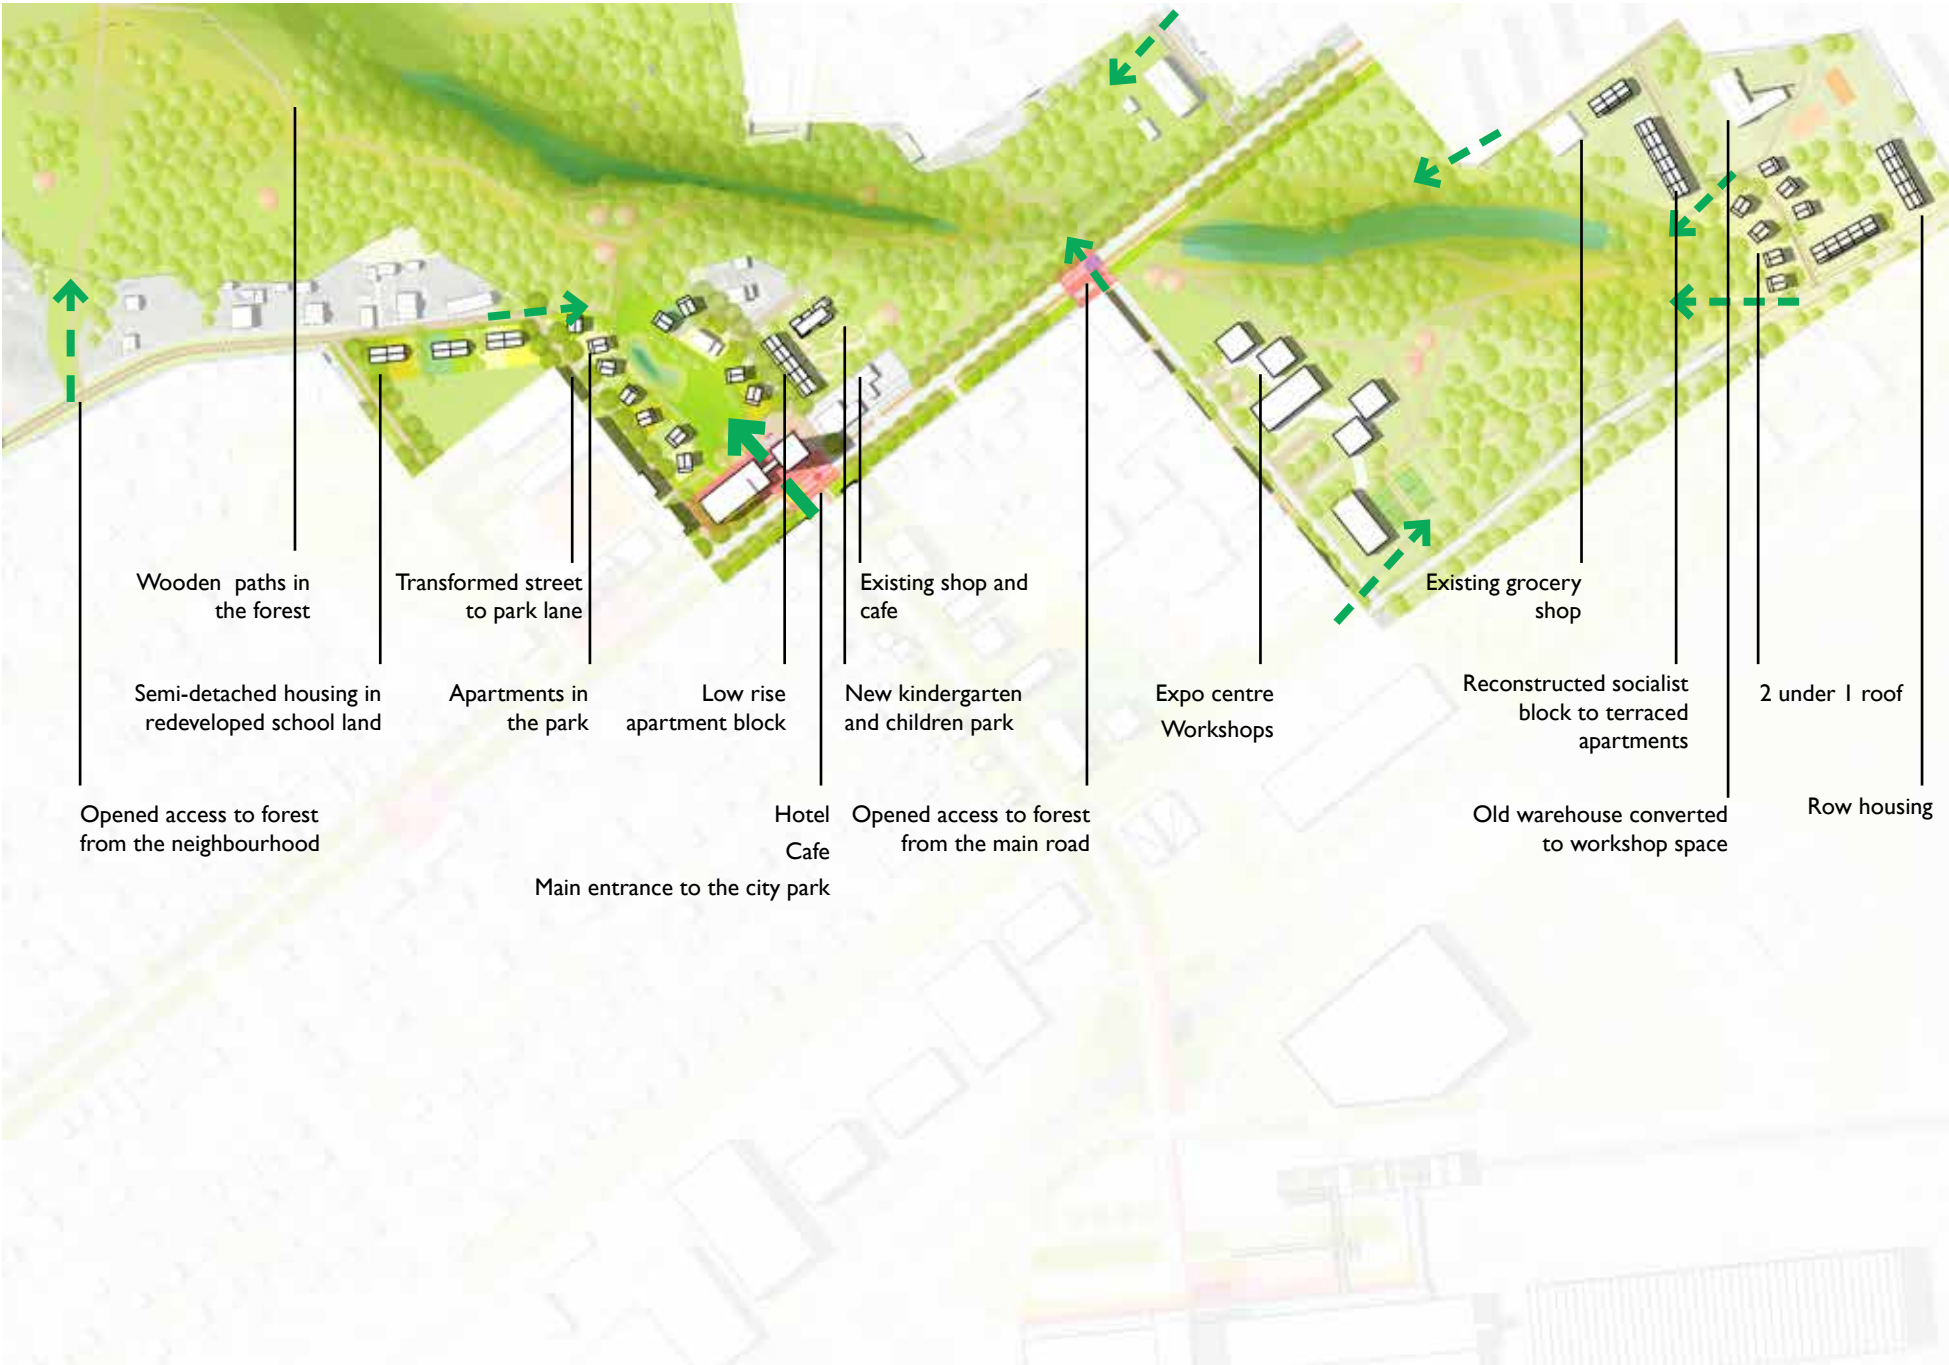 Wooden paths in
the forest
Transformed street
to park lane
Existing shop and
cafe
Existing grocery
shop
Semi-detached housing in
redeveloped school land
Apartments in
the park
Low rise
apartment block
New kindergarten
and children park
Expo centre
Workshops
Reconstructed socialist
block to terraced
apartments
2 under 1 roof
Opened access to forest
from the neighbourhood
Hotel
Cafe
Main entrance to the city park
Opened access to forest
from the main road
Old warehouse converted
to workshop space
Row housing